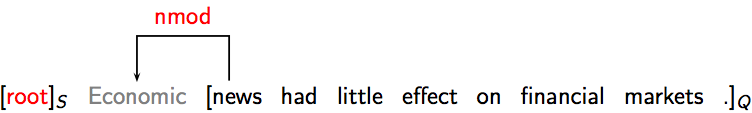 nmod
[root]S Economic [news had little effect on financial markets .]Q